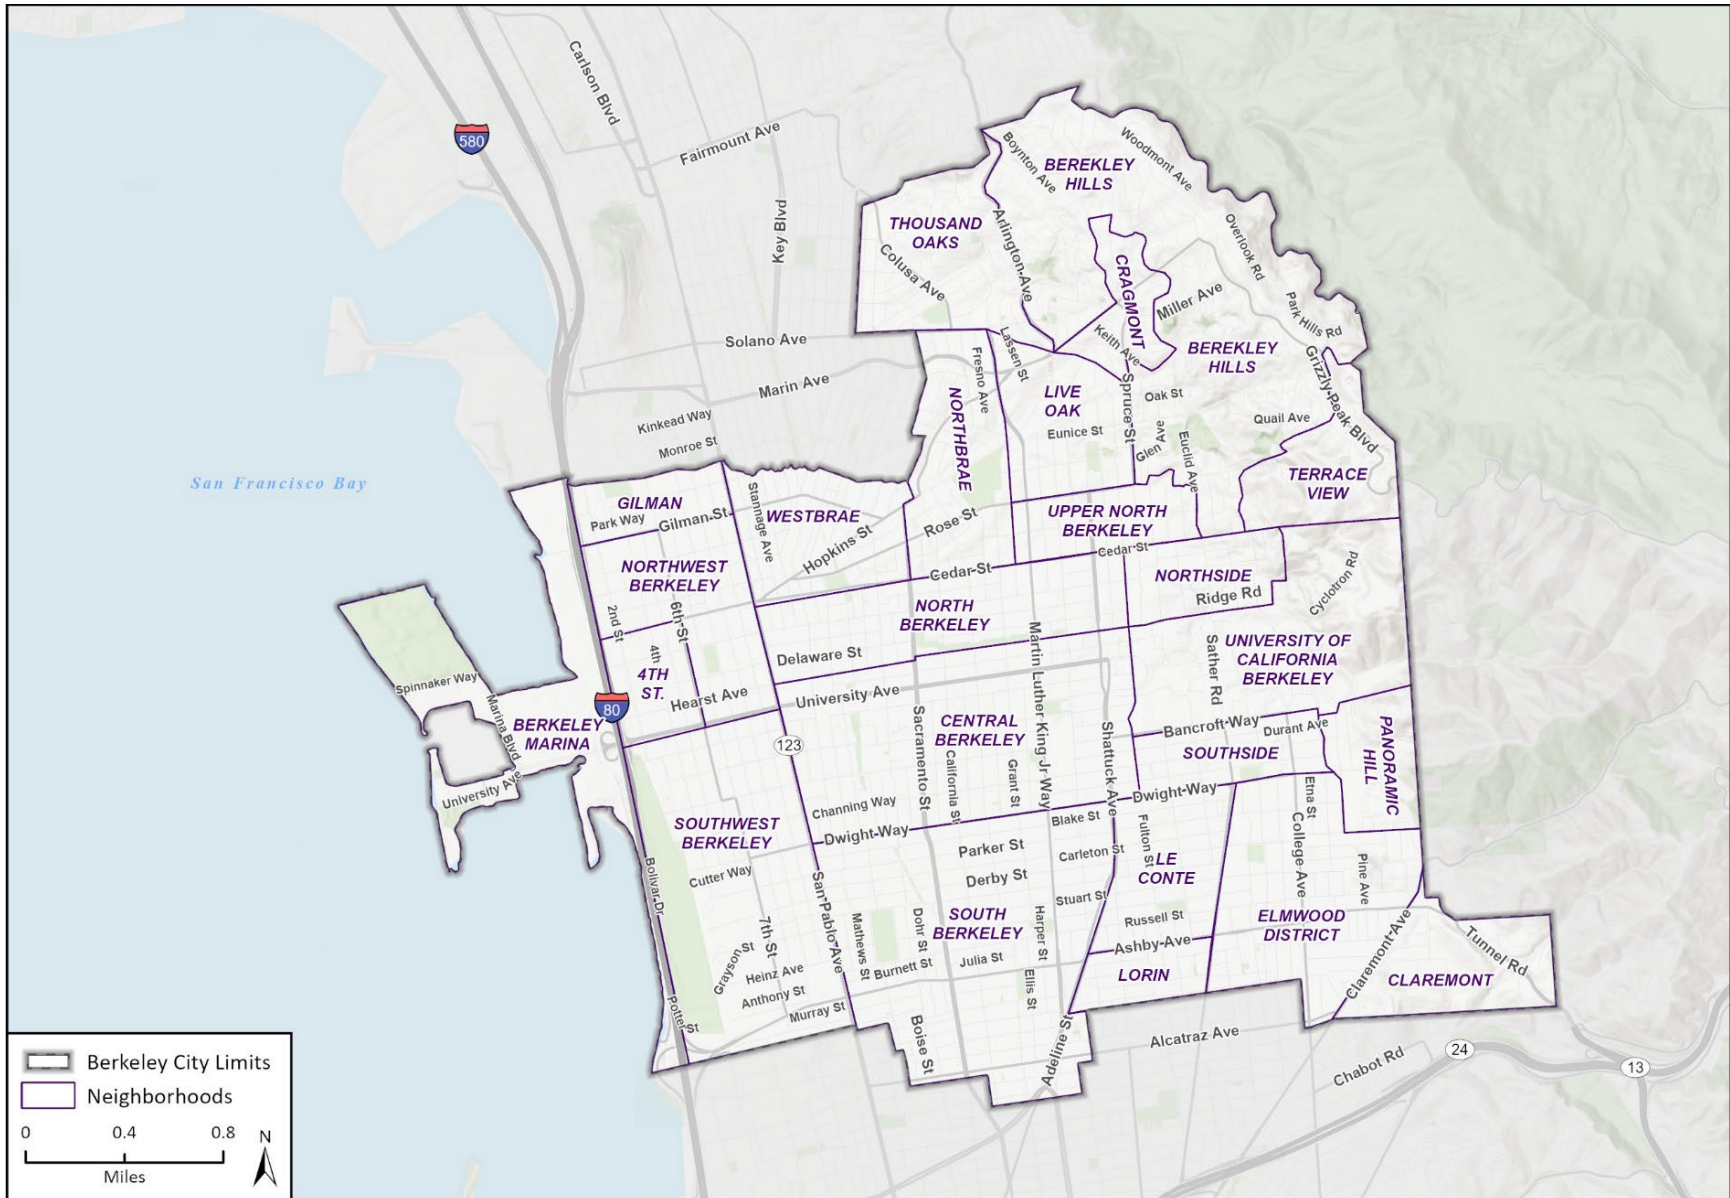 Carlson Blvd
580
Fairmount Ave
Key Blvd
Solano Ave
Marin Ave
Kinkead Way
Monroe St
San Francisco Bay
Boynton Ave
Woodmont Ave
BEREKLEY
HILLS
THOUSAND
OAKS
Arlington Ave
Colusa Ave
Overlook Rd
CRAGMONT
Miller Ave
Park Hills Rd
Keith Ave
BEREKLEY
HILLS
Grizzly Peak Blvd
Lassen St
Fresno Ave
NORTHBRAE
LIVE
OAK
Eunice St
Spruce St
Oak St
Glen Ave
Euclid Ave
Quail Ave
TERRACE
VIEW
GILMAN
Park Way
Gilman St
Stannage Ave
WESTBRAE
Hopkins St
Rose St
UPPER NORTH
BERKELEY
NORTHWEST
BERKELEY
Cedar St
Cedar St
NORTHSIDE
Ridge Rd
Cyclotron Rd
2nd St
6th St
4th
4TH
ST.
NORTH
BERKELEY
Delaware St
Martin Luther King Jr Way
UNIVERSITY OF
CALIFORNIA
BERKELEY
Sather Rd
Spinnaker Way
Marina Blvd
BERKELEY
MARINA
University Ave
80
Hearst Ave
University Ave
123
Sacramento St
CENTRAL
BERKELEY
California St
Grant St
Shattuck Ave
Bancroft Way
Durant Ave
SOUTHSIDE
PANORAMIC
HILL
Dwight Way
Etna St
SOUTHWEST
BERKELEY
Channing Way
Dwight Way
Blake St
Fulton St
Parker St
Carleton St
Derby St
Stuart St
LE
CONTE
College Ave
Pine Ave
Cutter Way
Bolivar Dr
San Pablo Ave
7th St
Mathews St
Dohr St
SOUTH
BERKELEY
Harper St
Russell St
Ashby Ave
ELMWOOD
DISTRICT
Claremont Ave
Tunnel Rd
Grayson St
Heinz Ave
Anthony St
Burnett St
Julia St
Ellis St
LORIN
CLAREMONT
Potter St
Murray St
Boise St
Adeline St
Alcatraz Ave
Chabot Rd
24
13
Berkeley City Limits
Neighborhoods
0 0.4 0.8
Miles
N